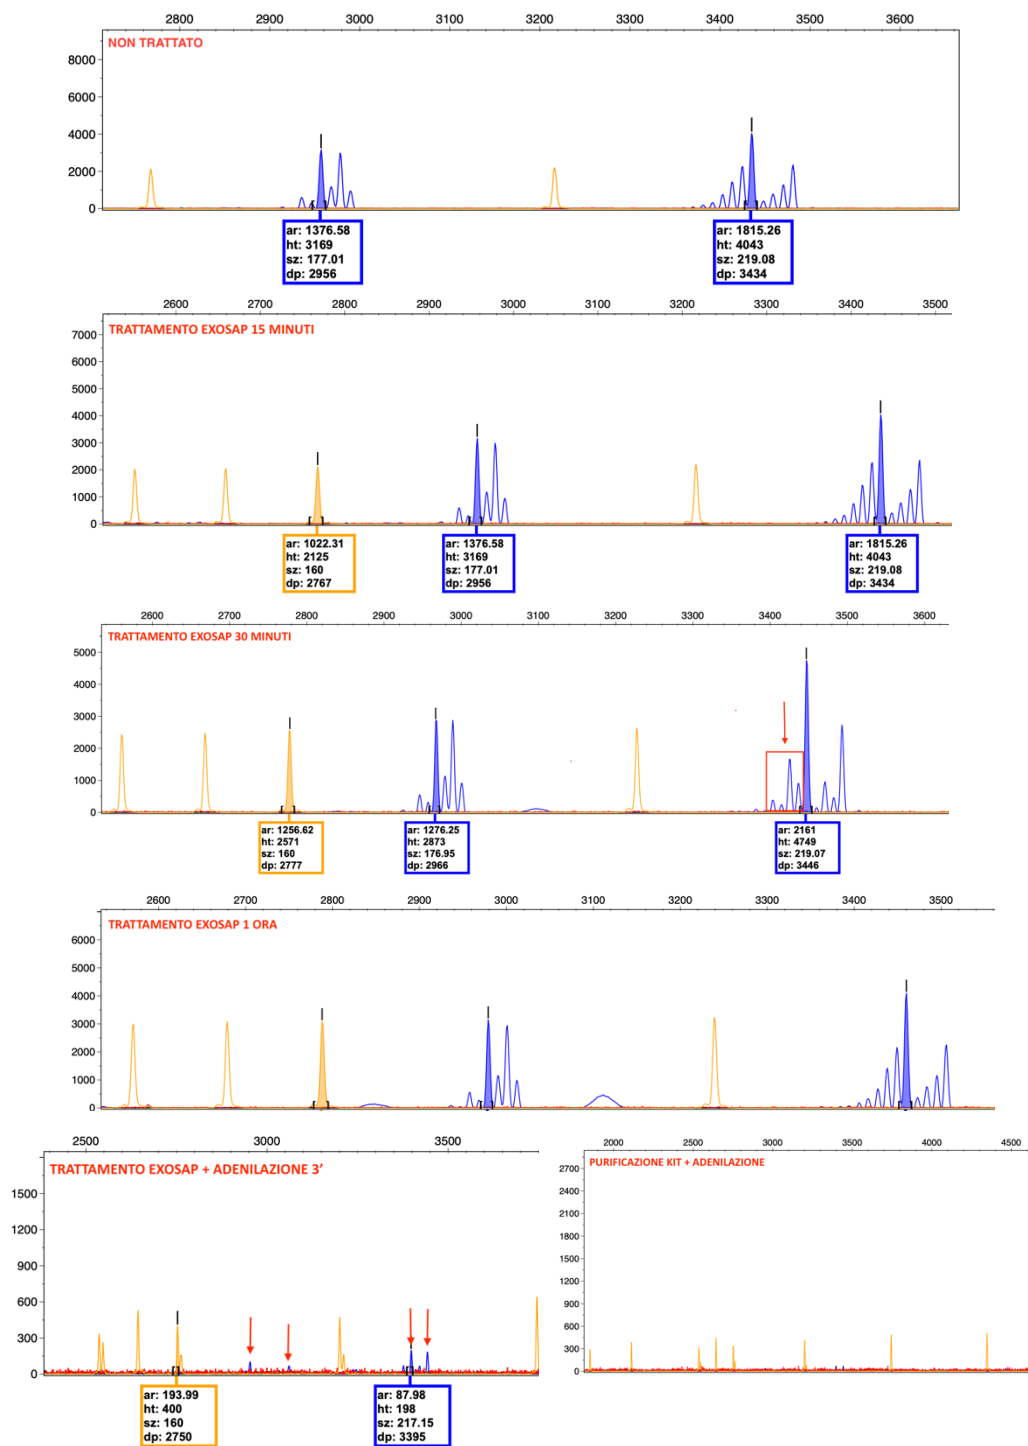 2800 2900 3000 3100 3200 3300 3400 3500 3600
NON TRATTATO
8000
6000
4000
2000
0
ar: 1376.58
ht: 3169
sz: 177.01
dp: 2956
ar: 1815.26
ht: 4043
sz: 219.08
dp: 3434
2600 2700 2800 2900 3000 3100 3200 3300 3400 3500
TRATTAMENTO EXOSAP 15 MINUTI
7000
6000
5000
4000
3000
2000
1000
0
ar: 1022.31
ht: 2125
sz: 160
dp: 2767
ar: 1376.58
ht: 3169
sz: 177.01
dp: 2956
ar: 1815.26
ht: 4043
sz: 219.08
dp: 3434
2600 2700 2800 2900 3000 3100 3200 3300 3400 3500 3600
TRATTAMENTO EXOSAP 30 MINUTI
5000
4000
3000
2000
1000
0
ar: 1256.62
ht: 2571
sz: 160
dp: 2777
ar: 1276.25
ht: 2873
sz: 176.95
dp: 2966
ar: 2161
ht: 4749
sz: 219.07
dp: 3446
2600 2700 2800 2900 3000 3100 3200 3300 3400 3500
TRATTAMENTO EXOSAP 1 ORA
6000
5000
4000
3000
2000
1000
0
2500 3000 3500
TRATTAMENTO EXOSAP + ADENILAZIONE 3'
1500
1200
900
600
300
0
ar: 193.99
ht: 400
sz: 160
dp: 2750
ar: 87.98
ht: 198
sz: 217.15
dp: 3395
2000 2500 3000 3500 4000 4500
PURIFICAZIONE KIT + ADENILAZIONE
2700
2400
2100
1800
1500
1200
900
600
300
0